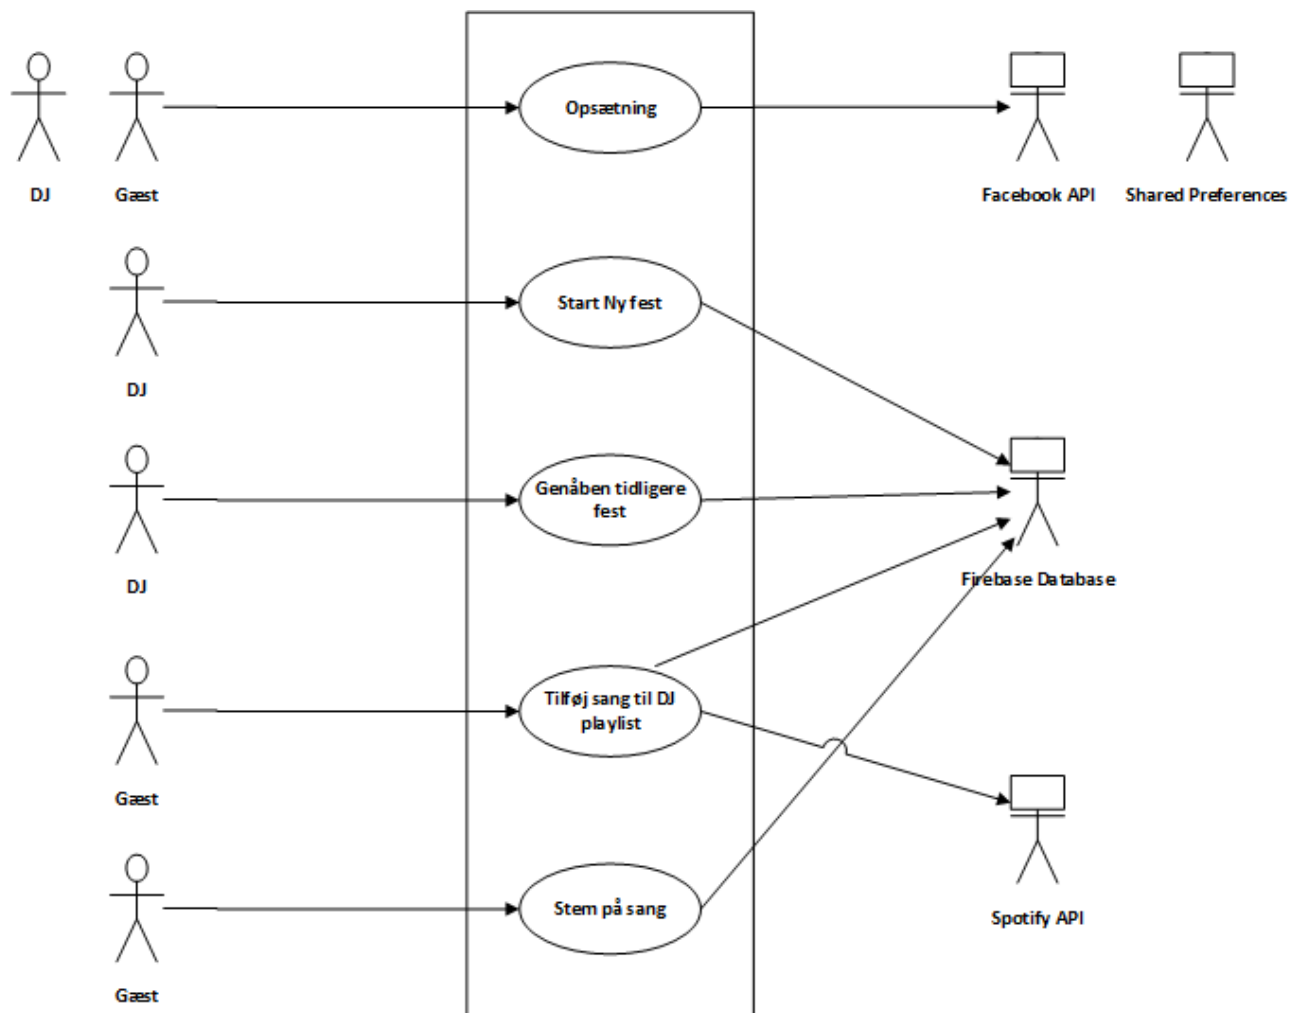 Opsætning
DJ
Gæst
Facebook API
Shared Preferences
Start Ny fest
DJ
Genåben tidligere
fest
DJ
Firebase Database
Tilføj sang til DJ
playlist
Gæst
Stem på sang
Spotify API
Gæst